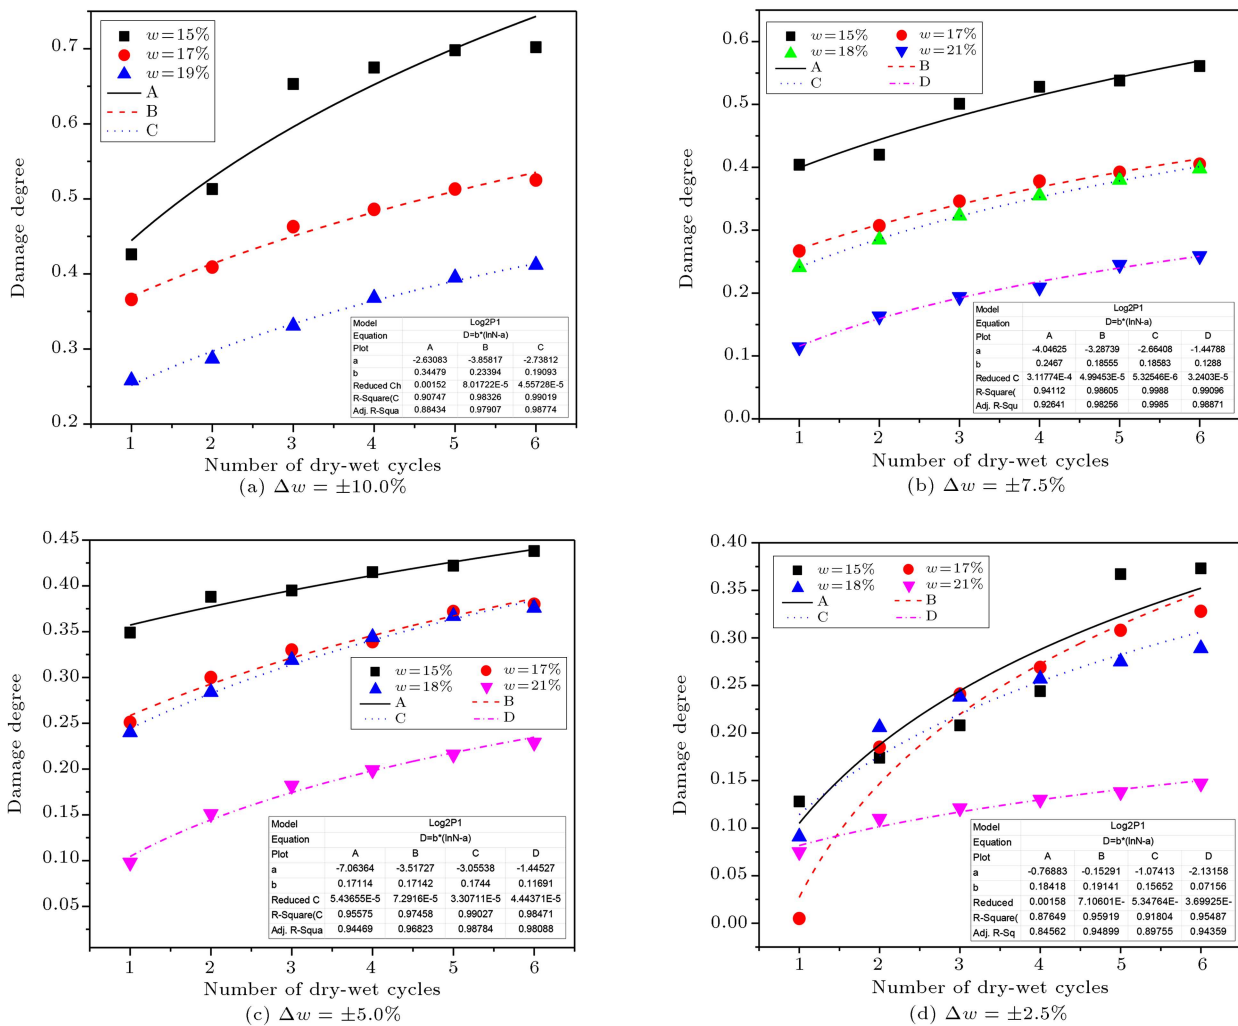 w=15%
w=17%
w=19%
A
B
C
Damage degree
0.7
0.6
0.5
0.4
0.3
0.2
Model Log2P1
Equation D=b*(lnN-a)
Plot A B C
a -2.63083 -3.85817 -2.73812
b 0.34479 0.23394 0.19093
Reduced Ch 0.00152 8.01722E-5 4.55728E-5
R-Square(C 0.90747 0.98326 0.99019
Adj. R-Squa 0.88434 0.97907 0.98774
1 2 3 4 5 6
Number of dry-wet cycles
(a) Δw = ±10.0%
w=15% w=17%
w=18% w=21%
A B
C D
Damage degree
0.6
0.5
0.4
0.3
0.2
0.1
0.0
Model Log2P1
Equation D=b*(lnN-a)
Plot A B C D
a -4.04625 -3.28739 -2.66408 -1.44788
b 0.2467 0.18555 0.18583 0.1288
Reduced C 3.11774E-4 4.99453E-5 5.32546E-6 3.2403E-5
R-Square( 0.94112 0.98605 0.9988 0.99096
Adj. R-Squ 0.92641 0.98256 0.9985 0.98871
1 2 3 4 5 6
Number of dry-wet cycles
(b) Δw = ±7.5%
Damage degree
0.45
0.40
0.35
0.30
0.25
0.20
0.15
0.10
0.05
w=15% w=17%
w=18% w=21%
A B
C D
Model Log2P1
Equation D=b*(lnN-a)
Plot A B C D
a -7.06364 -3.51727 -3.05538 -1.44527
b 0.17114 0.17142 0.1744 0.11691
Reduced C 5.43655E-5 7.2916E-5 3.30711E-5 4.44371E-5
R-Square(C 0.95575 0.97458 0.99027 0.98471
Adj. R-Squa 0.94469 0.96823 0.98784 0.98088
1 2 3 4 5 6
Number of dry-wet cycles
(c) Δw = ±5.0%
w=15% w=17%
w=18% w=21%
A B
C D
Damage degree
0.40
0.35
0.30
0.25
0.20
0.15
0.10
0.05
0.00
Model Log2P1
Equation D=b*(lnN-a)
Plot A B C D
a -0.76883 -0.15291 -1.07413 -2.13158
b 0.18418 0.19141 0.15652 0.07156
Reduced 0.00158 7.10601E- 5.34764E- 3.69925E-
R-Square( 0.87649 0.95919 0.91804 0.95487
Adj. R-Sq 0.84562 0.94899 0.89755 0.94359
1 2 3 4 5 6
Number of dry-wet cycles
(d) Δw = ±2.5%